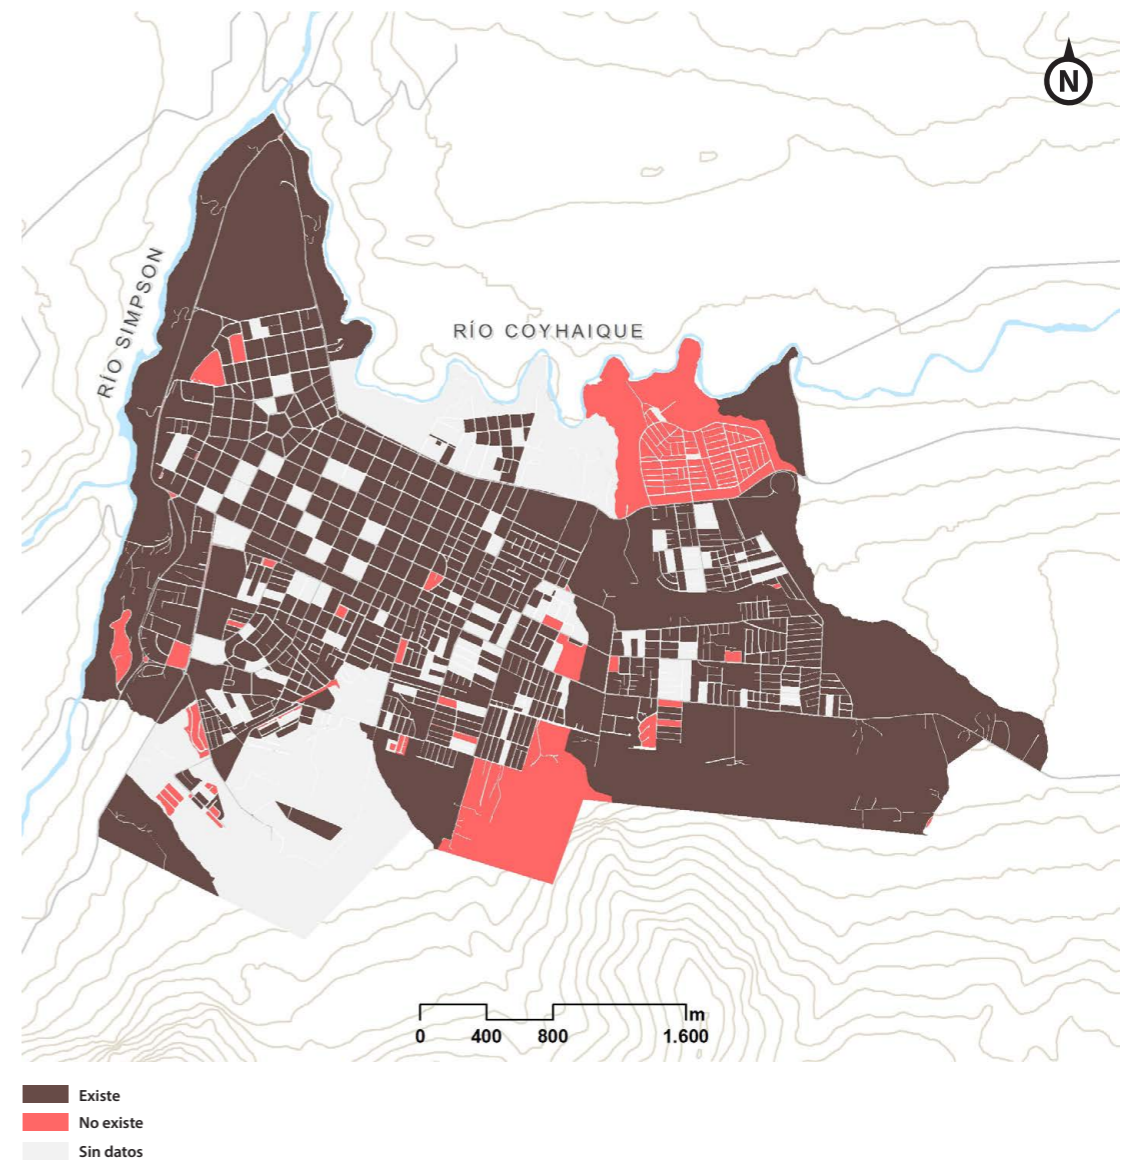 N
RÍO SIMPSON
RÍO COYHAIQUE
m
0 400 800 1.600
Existe
No existe
Sin datos